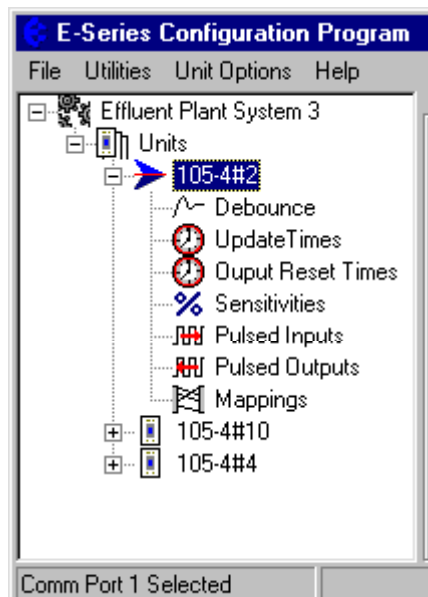 E-Series Configuration Program
File Utilities Unit Options Help
Effluent Plant System 3
Units
105-4#2
Debounce
UpdateTimes
Ouput Reset Times
Sensitivities
Pulsed Inputs
Pulsed Outputs
Mappings
105-4#10
105-4#4
Comm Port 1 Selected